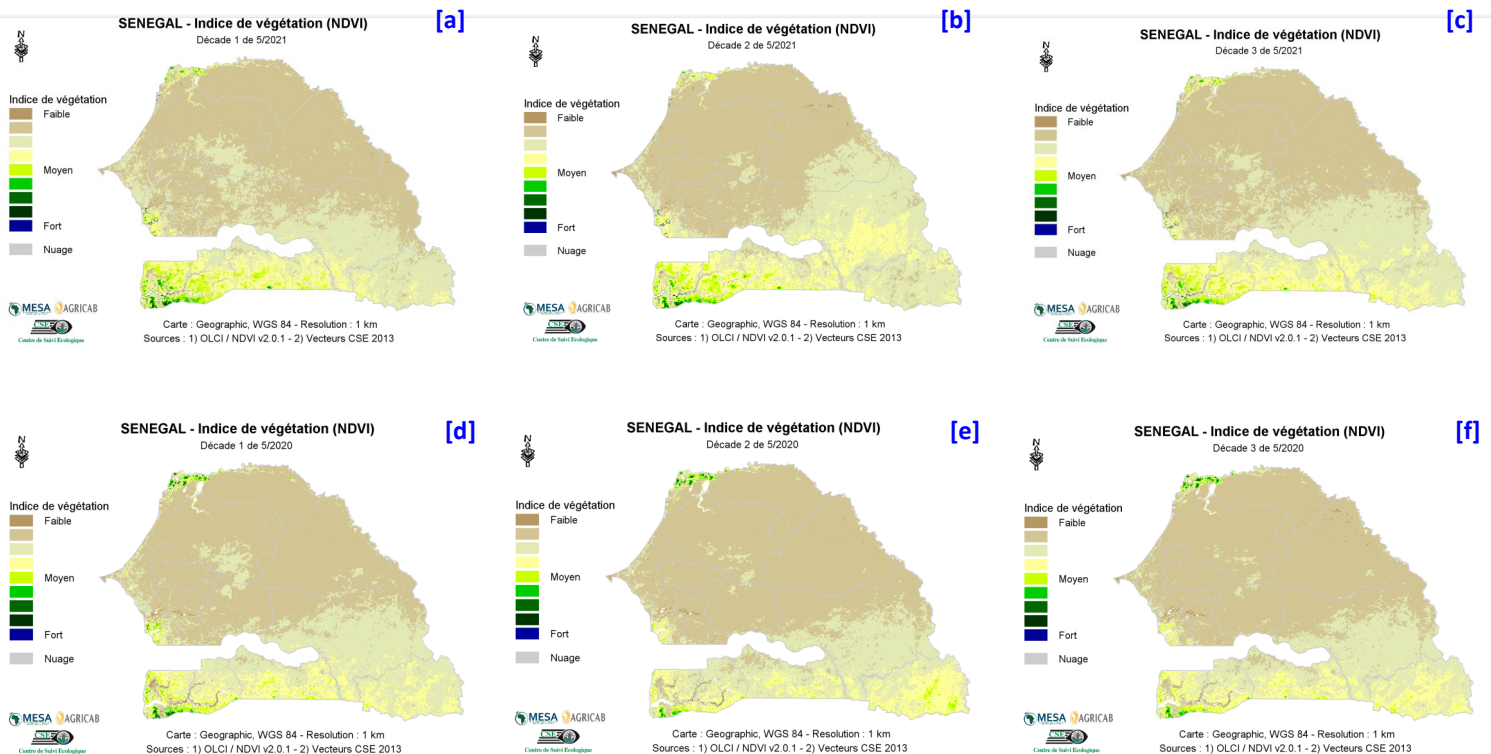 SENEGAL - Indice de végétation (NDVI)
[a]
Décade 1 de 5/2021
N
Indice de végétation
Faible
Moyen
Fort
Nuage
MESA AGRICAB
CSE
Centre de Suivi Ecologique
Carte : Geographic, WGS 84 - Resolution : 1 km
Sources : 1) OLCI / NDVI v2.0.1 - 2) Vecteurs CSE 2013
SENEGAL - Indice de végétation (NDVI)
[b]
Décade 2 de 5/2021
N
Indice de végétation
Faible
Moyen
Fort
Nuage
MESA AGRICAB
CSE
Centre de Suivi Ecologique
Carte : Geographic, WGS 84 - Resolution : 1 km
Sources : 1) OLCI / NDVI v2.0.1 - 2) Vecteurs CSE 2013
SENEGAL - Indice de végétation (NDVI)
[c]
Décade 3 de 5/2021
N
Indice de végétation
Faible
Moyen
Fort
Nuage
MESA AGRICAB
CSE
Centre de Suivi Ecologique
Carte : Geographic, WGS 84 - Resolution : 1 km
Sources : 1) OLCI / NDVI v2.0.1 - 2) Vecteurs CSE 2013
SENEGAL - Indice de végétation (NDVI)
[d]
Décade 1 de 5/2020
N
Indice de végétation
Faible
Moyen
Fort
Nuage
MESA AGRICAB
CSE
Centre de Suivi Ecologique
Carte : Geographic, WGS 84 - Resolution : 1 km
Sources : 1) OLCI / NDVI v2.0.1 - 2) Vecteurs CSE 2013
SENEGAL - Indice de végétation (NDVI)
[e]
Décade 2 de 5/2020
N
Indice de végétation
Faible
Moyen
Fort
Nuage
MESA AGRICAB
CSE
Centre de Suivi Ecologique
Carte : Geographic, WGS 84 - Resolution : 1 km
Sources : 1) OLCI / NDVI v2.0.1 - 2) Vecteurs CSE 2013
SENEGAL - Indice de végétation (NDVI)
[f]
Décade 3 de 5/2020
N
Indice de végétation
Faible
Moyen
Fort
Nuage
MESA AGRICAB
CSE
Centre de Suivi Ecologique
Carte : Geographic, WGS 84 - Resolution : 1 km
Sources : 1) OLCI / NDVI v2.0.1 - 2) Vecteurs CSE 2013